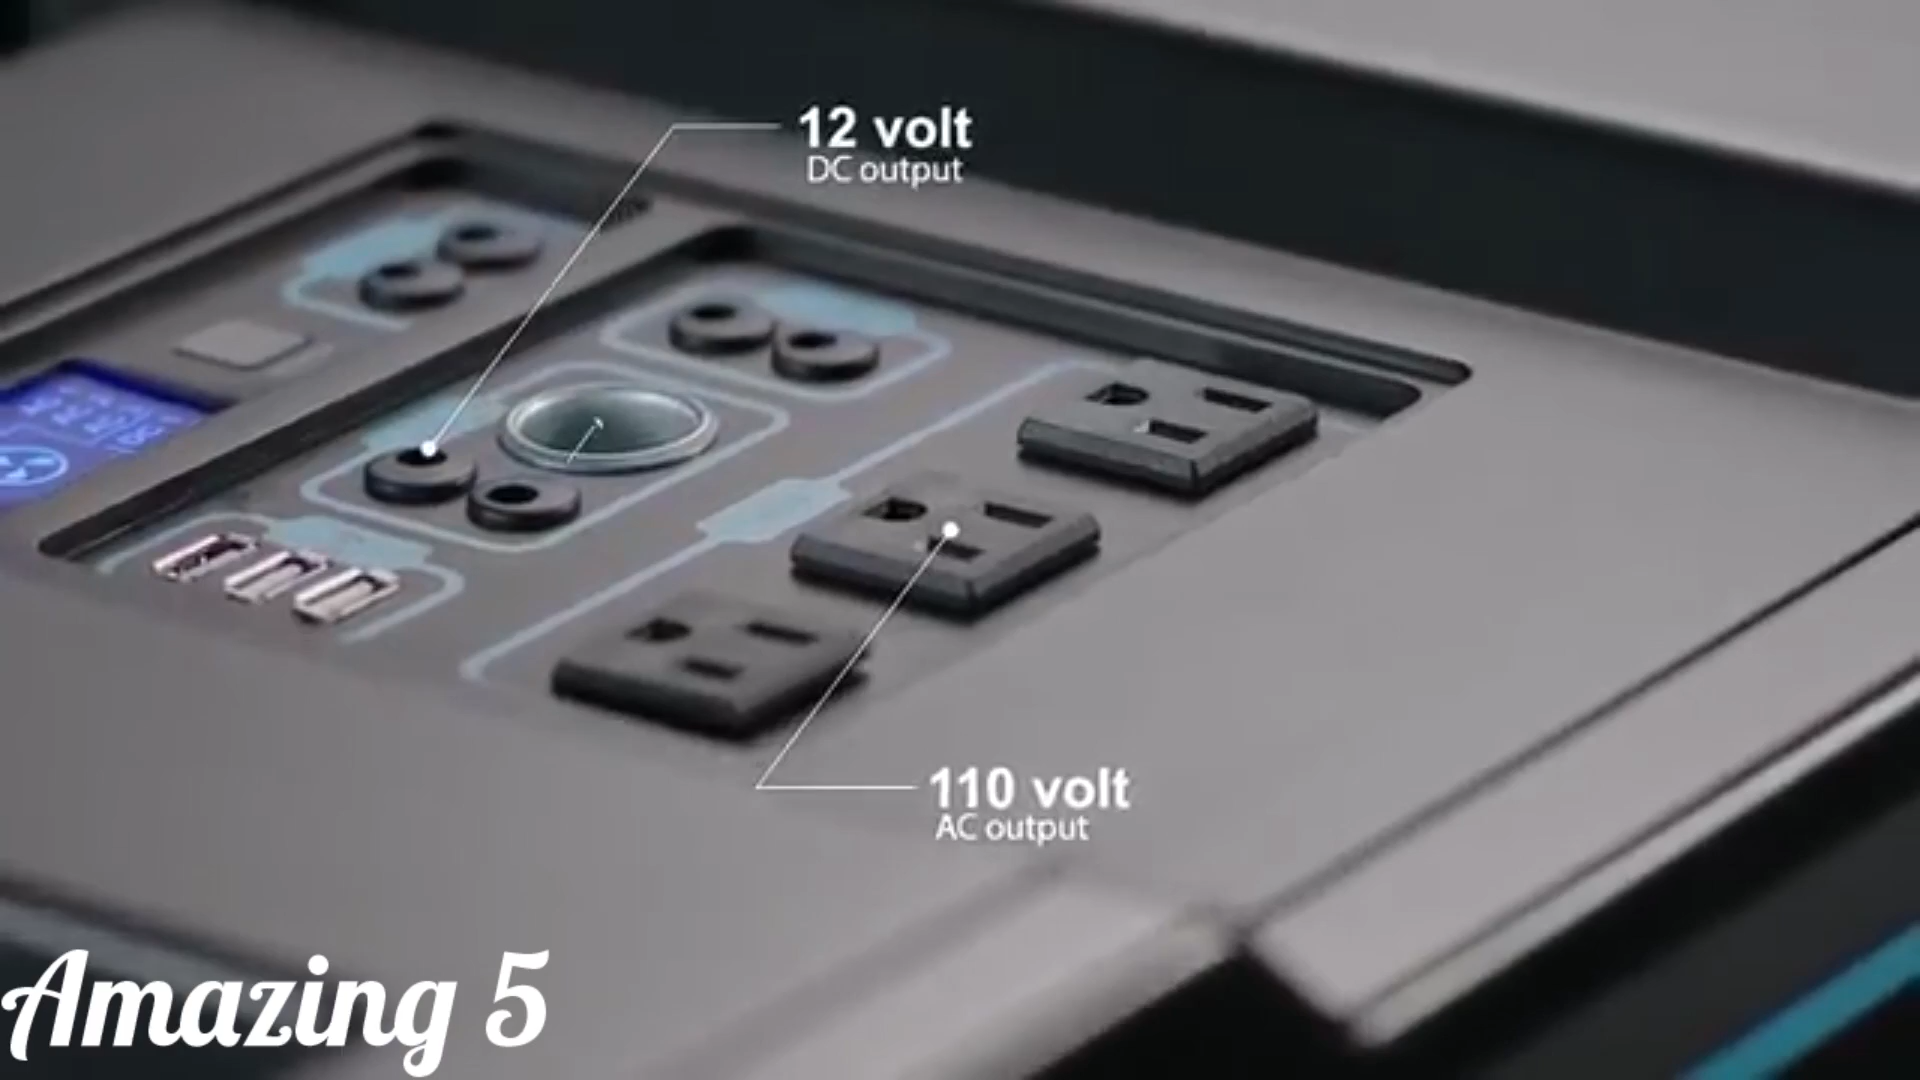 12 volt
DC output
110 volt
AC output
Amazing 5